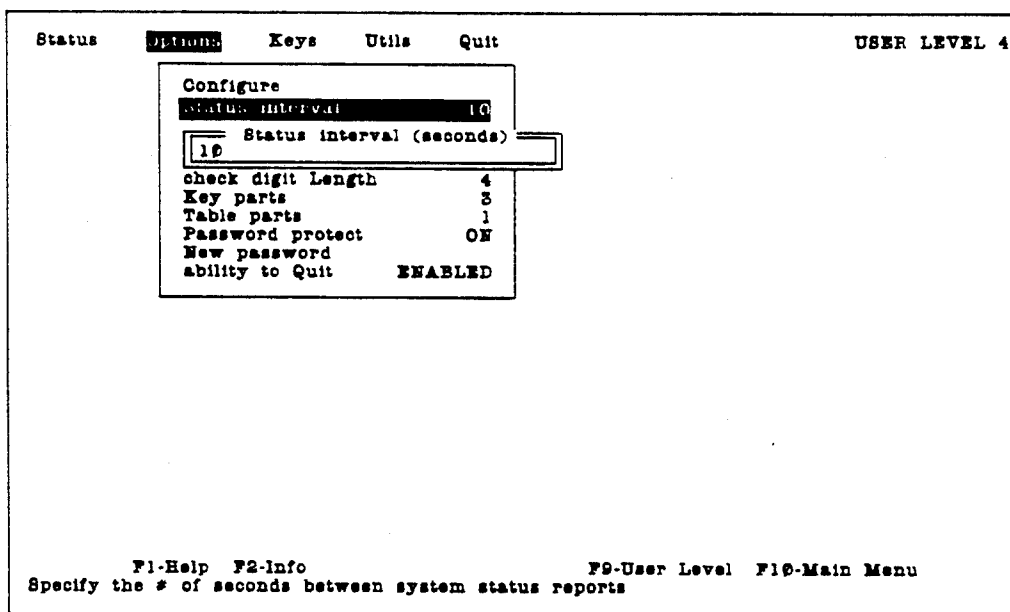 Status Options Keys Utils Quit USER LEVEL 4
Configure
Status interval 10
Status interval (seconds)
10
check digit Length 4
Key parts 3
Table parts 1
Password protect ON
New password
ability to Quit ENABLED
F1-Help F2-Info F9-User Level F10-Main Menu
Specify the # of seconds between system status reports